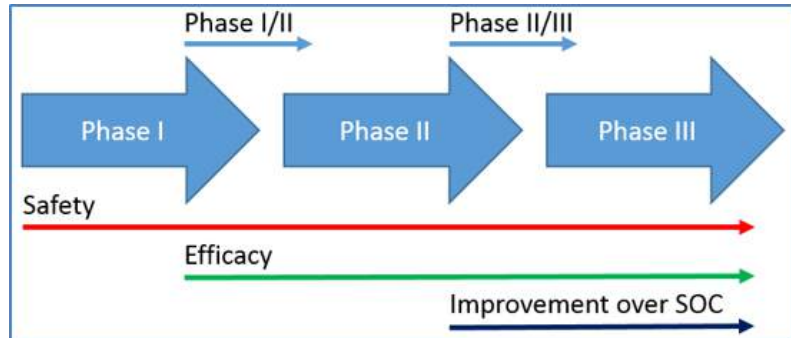 Phase I/II
Phase II/III
Phase I
Phase II
Phase III
Safety
Efficacy
Improvement over SOC